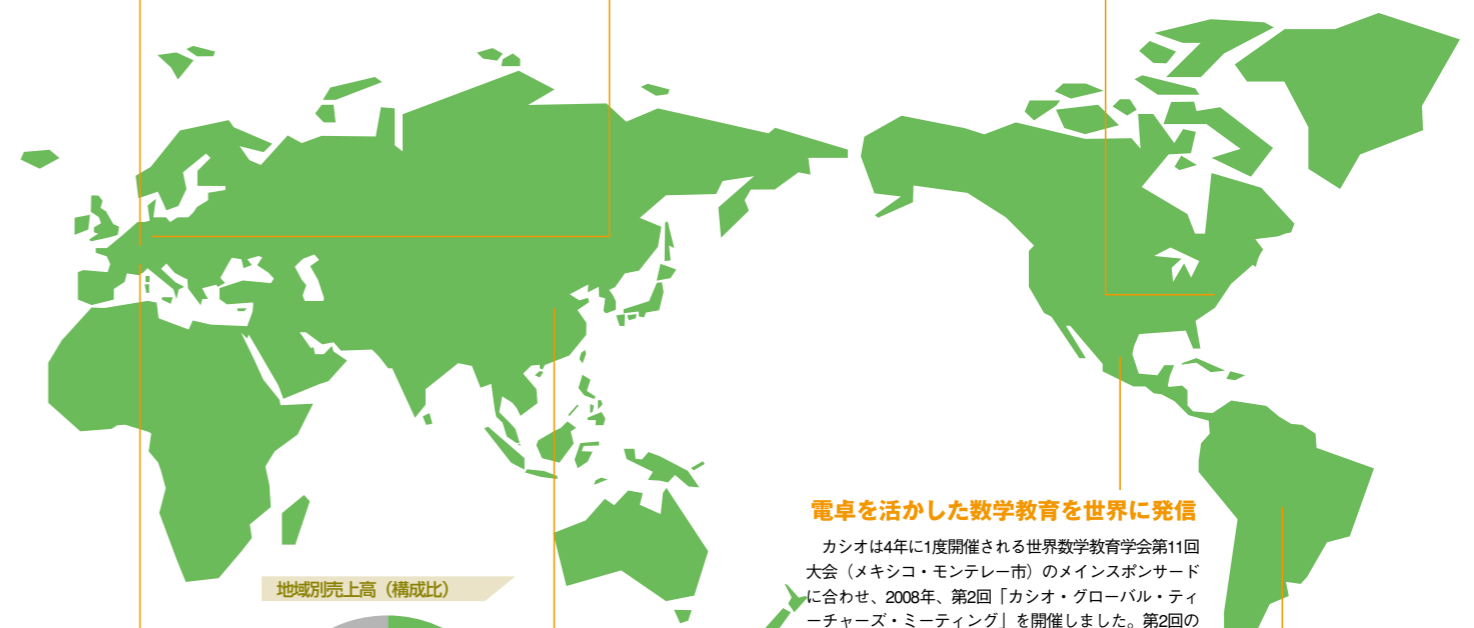 電卓を活かした数学教育を世界に発信
カシオは4年に1度開催される世界数学教育学会第11回
大会（メキシコ・モンテレー市）のメインスポンサード
に合わせ、2008年、第2回「カシオ・グローバル・ティ
ーチャーズ・ミーティング」を開催しました。第2回の
地域別売上高（構成比）